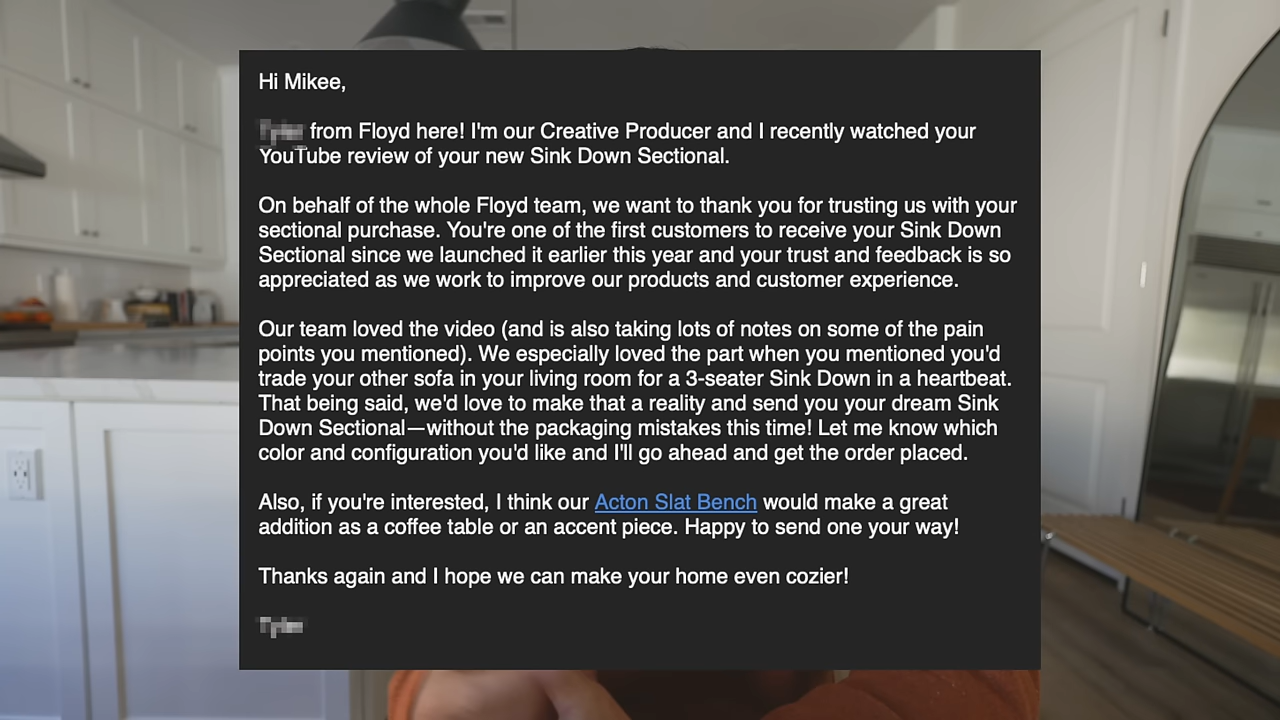 Hi Mikee,
from Floyd here! I'm our Creative Producer and I recently watched your
YouTube review of your new Sink Down Sectional.
On behalf of the whole Floyd team, we want to thank you for trusting us with your
sectional purchase. You're one of the first customers to receive your Sink Down
Sectional since we launched it earlier this year and your trust and feedback is so
appreciated as we work to improve our products and customer experience.
Our team loved the video (and is also taking lots of notes on some of the pain
points you mentioned). We especially loved the part when you mentioned you'd
trade your other sofa in your living room for a 3-seater Sink Down in a heartbeat.
That being said, we'd love to make that a reality and send you your dream Sink
Down Sectional—without the packaging mistakes this time! Let me know which
color and configuration you'd like and I'll go ahead and get the order placed.
Also, if you're interested, I think our Acton Slat Bench would make a great
addition as a coffee table or an accent piece. Happy to send one your way!
Thanks again and I hope we can make your home even cozier!